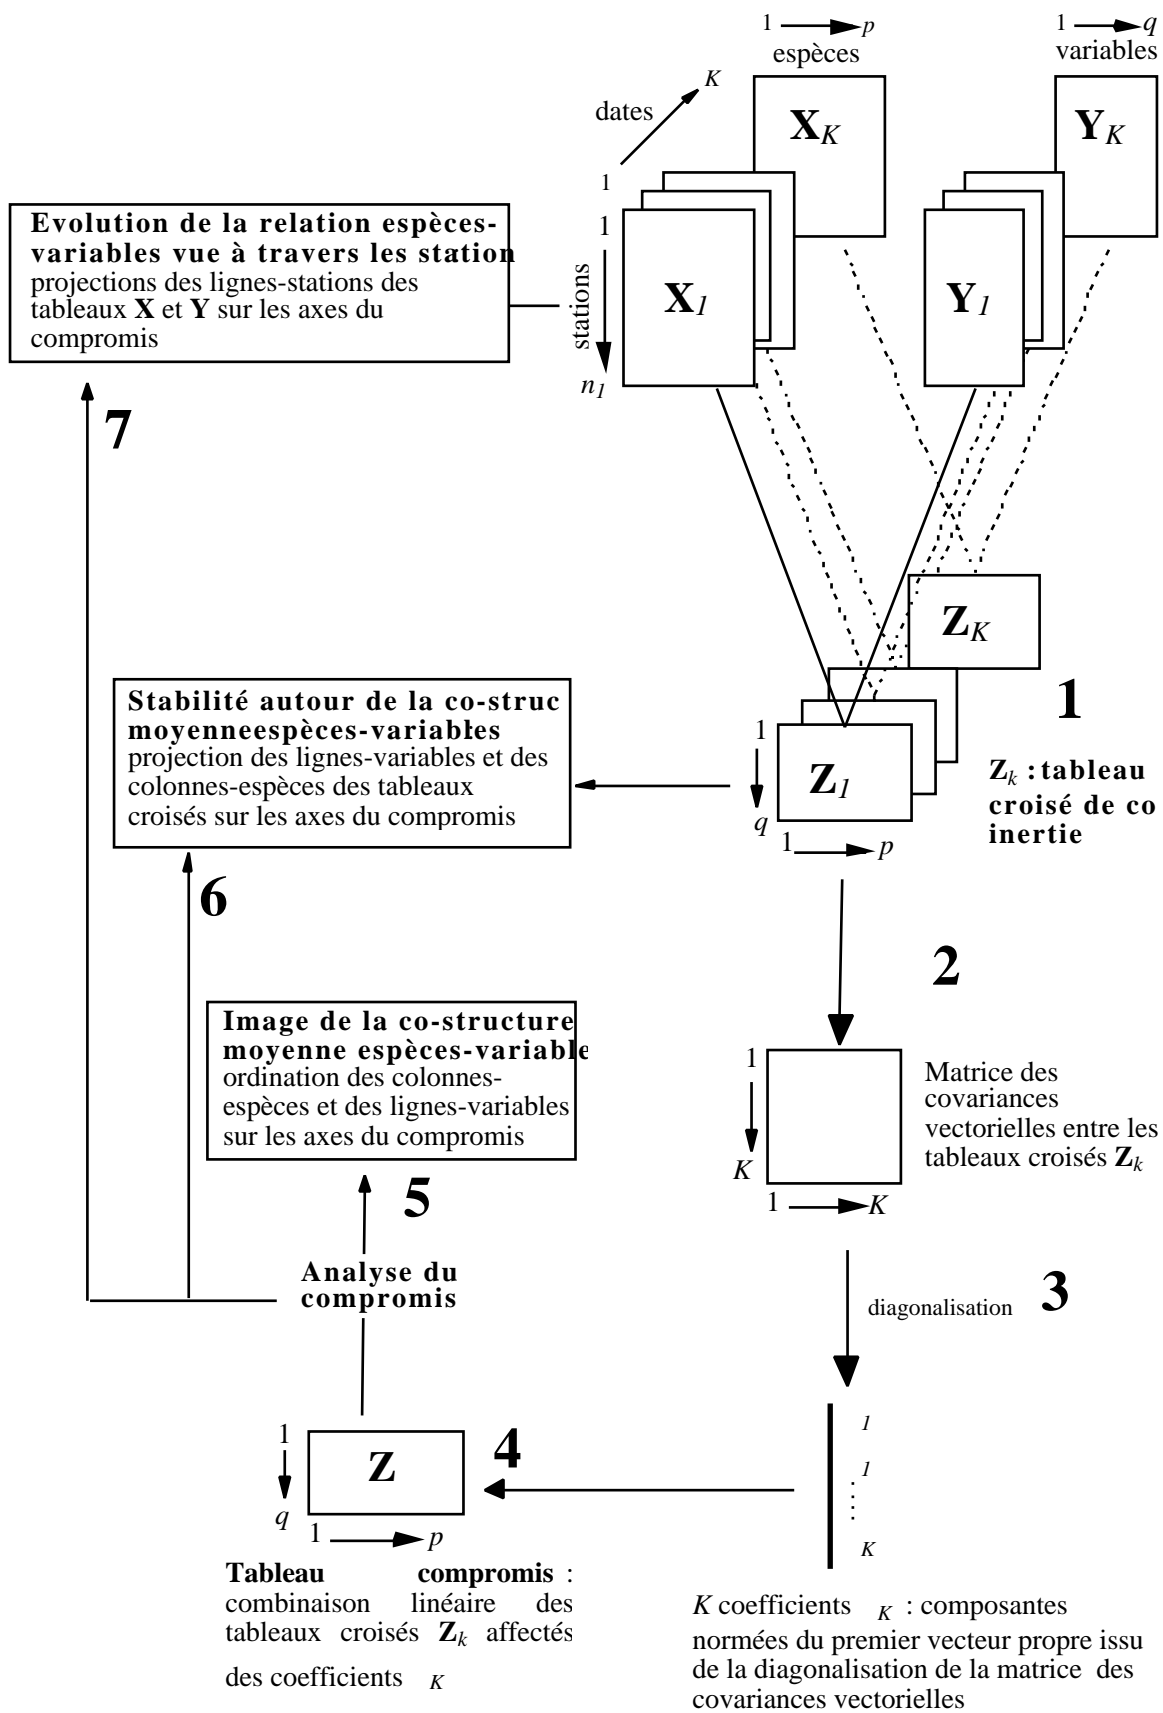 1 p
espèces
1 q
variables
dates
K
1
X K
Y K
1
stations
n1
X1
Y1
Evolution de la relation espèces-
variables vue à travers les station
projections des lignes-stations des
tableaux X et Y sur les axes du
compromis
7
ZK
Z1
1
q
1 p
1
Zk : tableau
croisé de co
inertie
Stabilité autour de la co-struc
moyenneespèces-variables
projection des lignes-variables et des
colonnes-espèces des tableaux
croisés sur les axes du compromis
6
2
Image de la co-structure
moyenne espèces-variable
ordination des colonnes-
espèces et des lignes-variables
sur les axes du compromis
5
1
K
1 K
Matrice des
covariances
vectorielles entre les
tableaux croisés Zk
Analyse du
compromis
diagonalisation
3
1
1
K
4
1
q
Z
1 p
Tableau compromis :
combinaison linéaire des
tableaux croisés Zk affectés
des coefficients K
K coefficients K : composantes
normées du premier vecteur propre issu
de la diagonalisation de la matrice des
covariances vectorielles